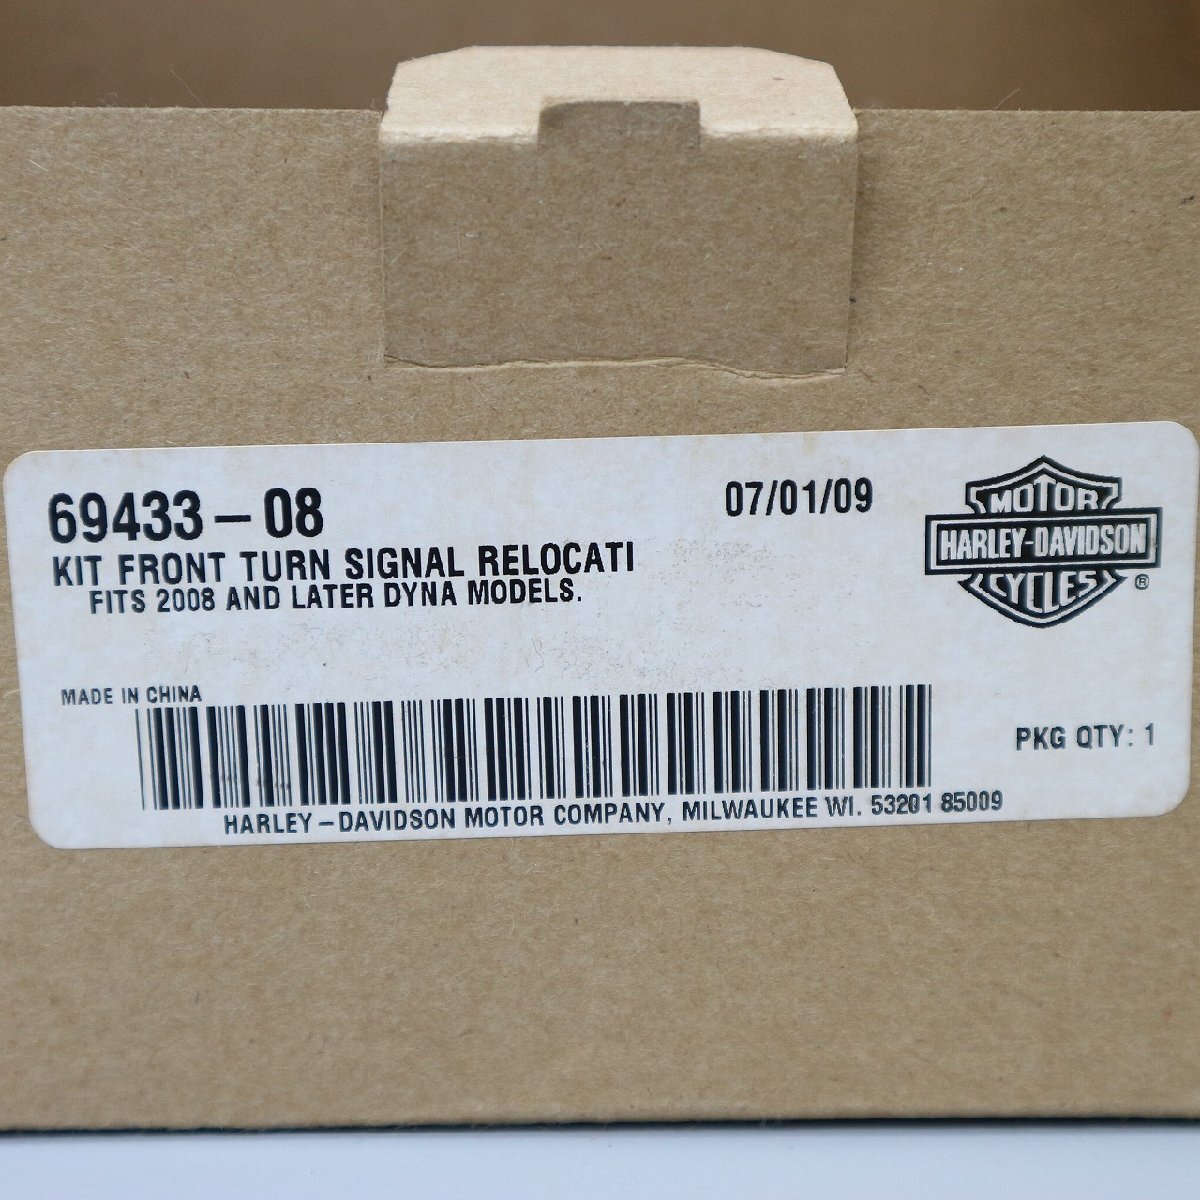 69433-08
07/01/09
KIT FRONT TURN SIGNAL RELOCATI
FITS 2008 AND LATER DYNA MODELS.
MOTOR
HARLEY-DAVIDSON
CYCLES
®
MADE IN CHINA
PKG QTY: 1
HARLEY-DAVIDSON MOTOR COMPANY, MILWAUKEE WI. 53201 85009